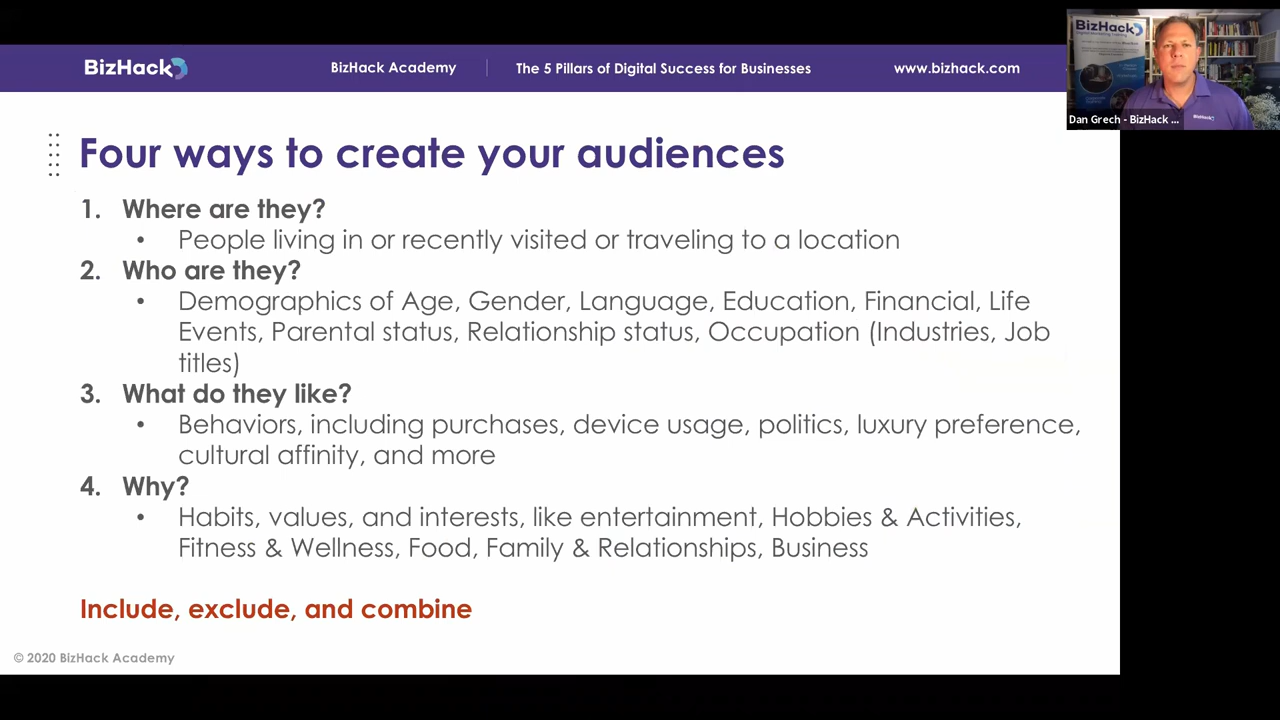 BizHack
BizHack Academy
The 5 Pillars of Digital Success for Businesses
www.bizhack.com
BizHack
Dan Grech - BizHack ...
BizHack
Four ways to create your audiences
1. Where are they?
• People living in or recently visited or traveling to a location
2. Who are they?
• Demographics of Age, Gender, Language, Education, Financial, Life
Events, Parental status, Relationship status, Occupation (Industries, Job
titles)
3. What do they like?
• Behaviors, including purchases, device usage, politics, luxury preference,
cultural affinity, and more
4. Why?
• Habits, values, and interests, like entertainment, Hobbies & Activities,
Fitness & Wellness, Food, Family & Relationships, Business
Include, exclude, and combine
© 2020 BizHack Academy